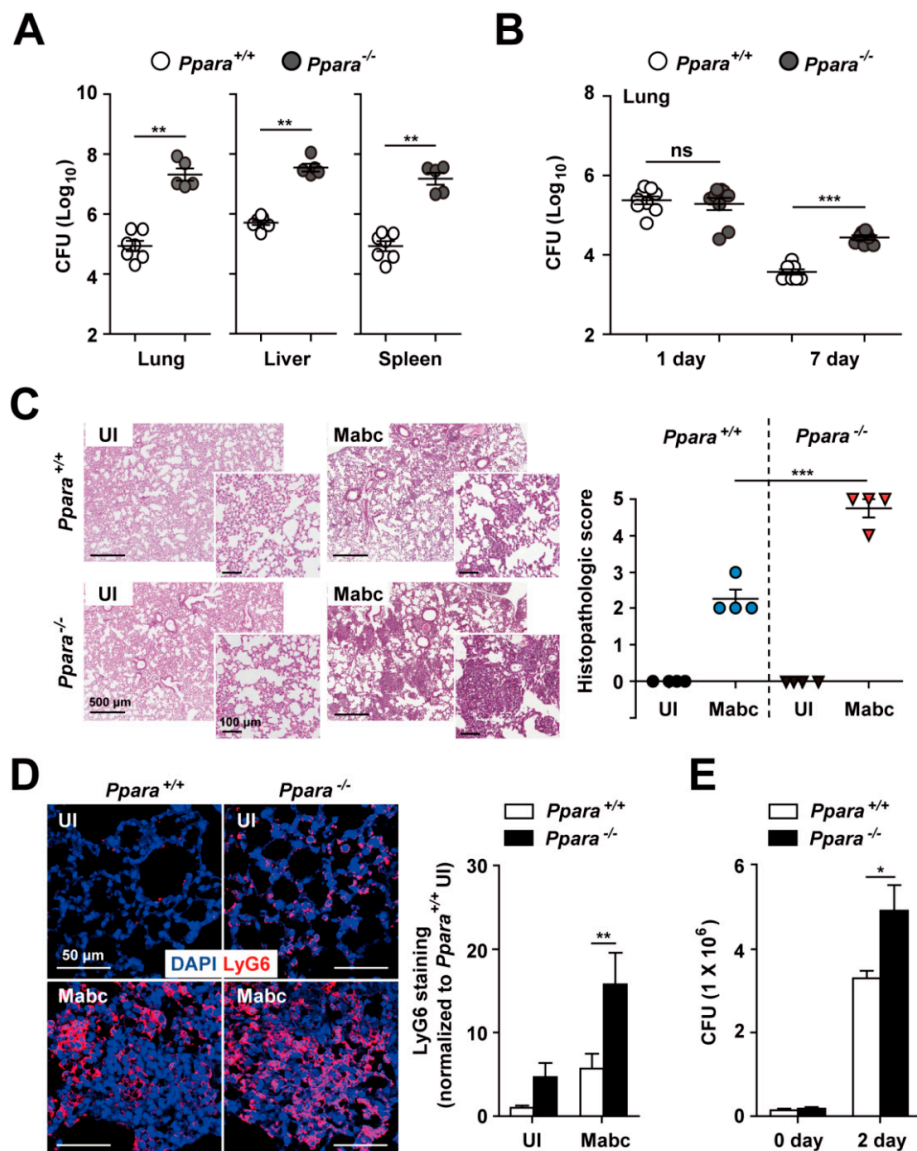 A
Ppara+/+ Ppara-/-
CFU (Log10)
10
8
6
4
2
**
**
**
Lung Liver Spleen
B
Ppara+/+ Ppara-/-
Lung
CFU (Log10)
8
6
4
2
ns
***
1 day 7 day
C
UI Mabc
Ppara+/+
UI Mabc
Ppara-/-
500 µm
100 µm
Ppara+/+ Ppara-/-
***
Histopathologic score
5
4
3
2
1
0
UI Mabc UI Mabc
D
Ppara+/+ Ppara-/-
UI UI
50 µm
DAPI LyG6
Mabc Mabc
Ppara+/+
Ppara-/-
LyG6 staining
(normalized to Ppara+/+ UI)
30
20
10
0
**
UI Mabc
E
Ppara+/+
Ppara-/-
CFU (1 X 10^6)
6
4
2
0
*
0 day 2 day